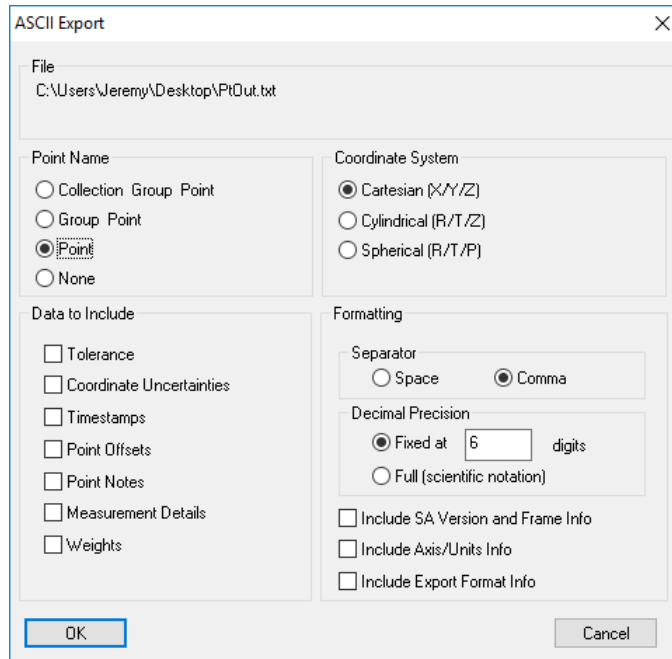 ASCII Export
File
C:\Users\Jeremy\Desktop\PtOut.txt
Point Name
Collection Group Point
Group Point
Point
None
Coordinate System
Cartesian (X/Y/Z)
Cylindrical (R/T/Z)
Spherical (R/T/P)
Data to Include
Tolerance
Coordinate Uncertainties
Timestamps
Point Offsets
Point Notes
Measurement Details
Weights
Formatting
Separator
Space Comma
Decimal Precision
Fixed at 6 digits
Full (scientific notation)
Include SA Version and Frame Info
Include Axis/Units Info
Include Export Format Info
OK Cancel